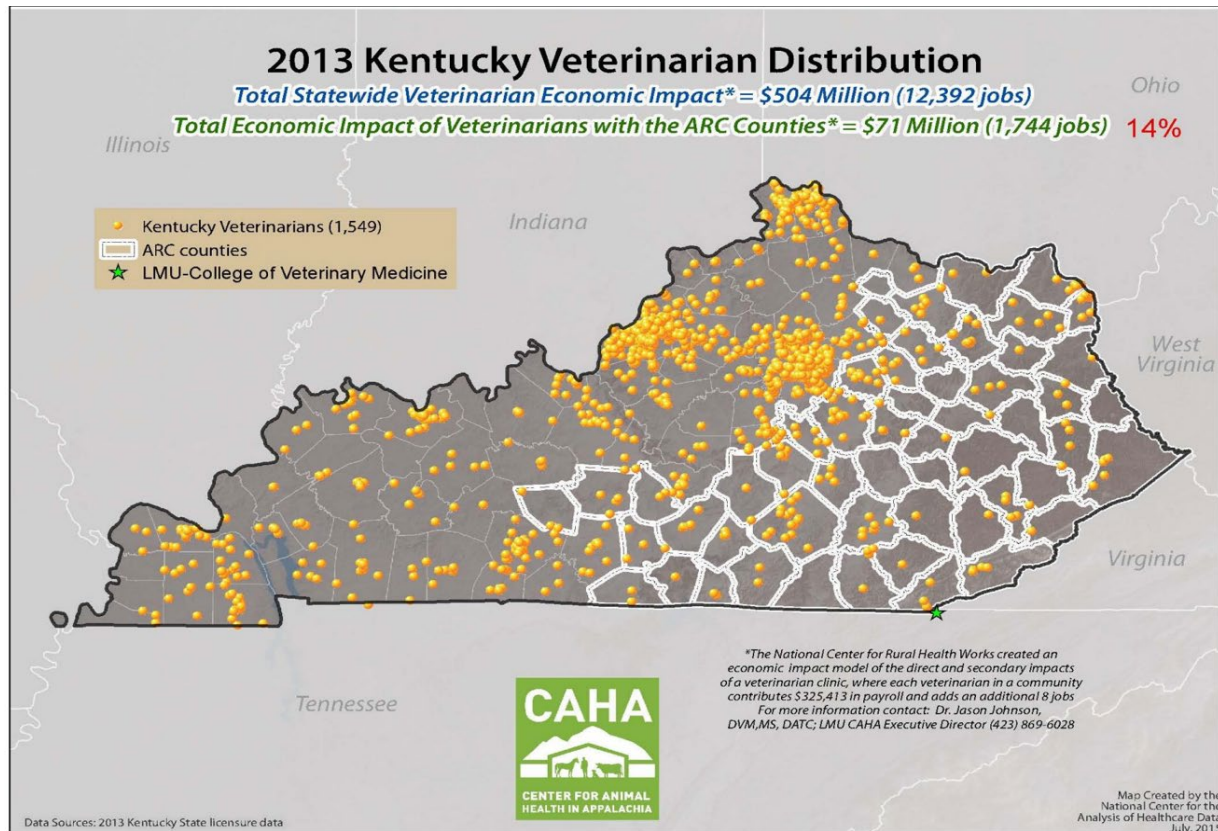 2013 Kentucky Veterinarian Distribution
Total Statewide Veterinarian Economic Impact* = $504 Million (12,392 jobs)
Total Economic Impact of Veterinarians with the ARC Counties* = $71 Million (1,744 jobs) 14%
Ohio
Illinois
Indiana
Kentucky Veterinarians (1,549)
ARC counties
LMU-College of Veterinary Medicine
West
Virginia
Virginia
Tennessee
*The National Center for Rural Health Works created an
economic impact model of the direct and secondary impacts
of a veterinarian clinic, where each veterinarian in a community
contributes $325,413 in payroll and adds an additional 8 jobs
For more information contact: Dr. Jason Johnson,
DVM,MS, DATC; LMU CAHA Executive Director (423) 869-6028
CAHA
CENTER FOR ANIMAL
HEALTH IN APPALACHIA
Data Sources: 2013 Kentucky State licensure data
Map Created by the
National Center for the
Analysis of Healthcare Data
July, 2015